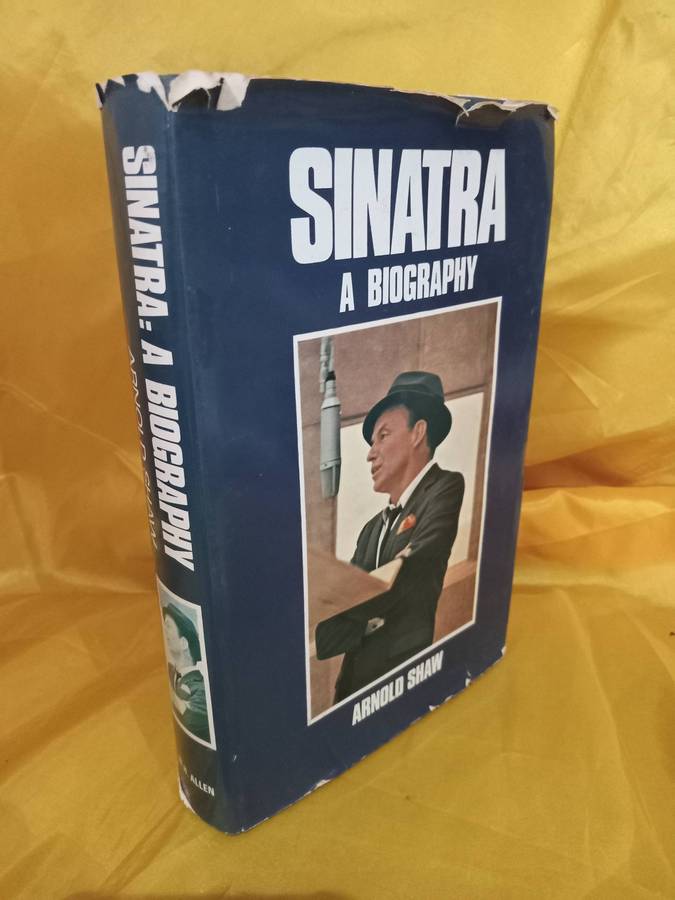 SINATRA
A BIOGRAPHY
ARNOLD SHAW
SINATRA: A BIOGRAPHY
ARNOLD SHAW
ALLEN